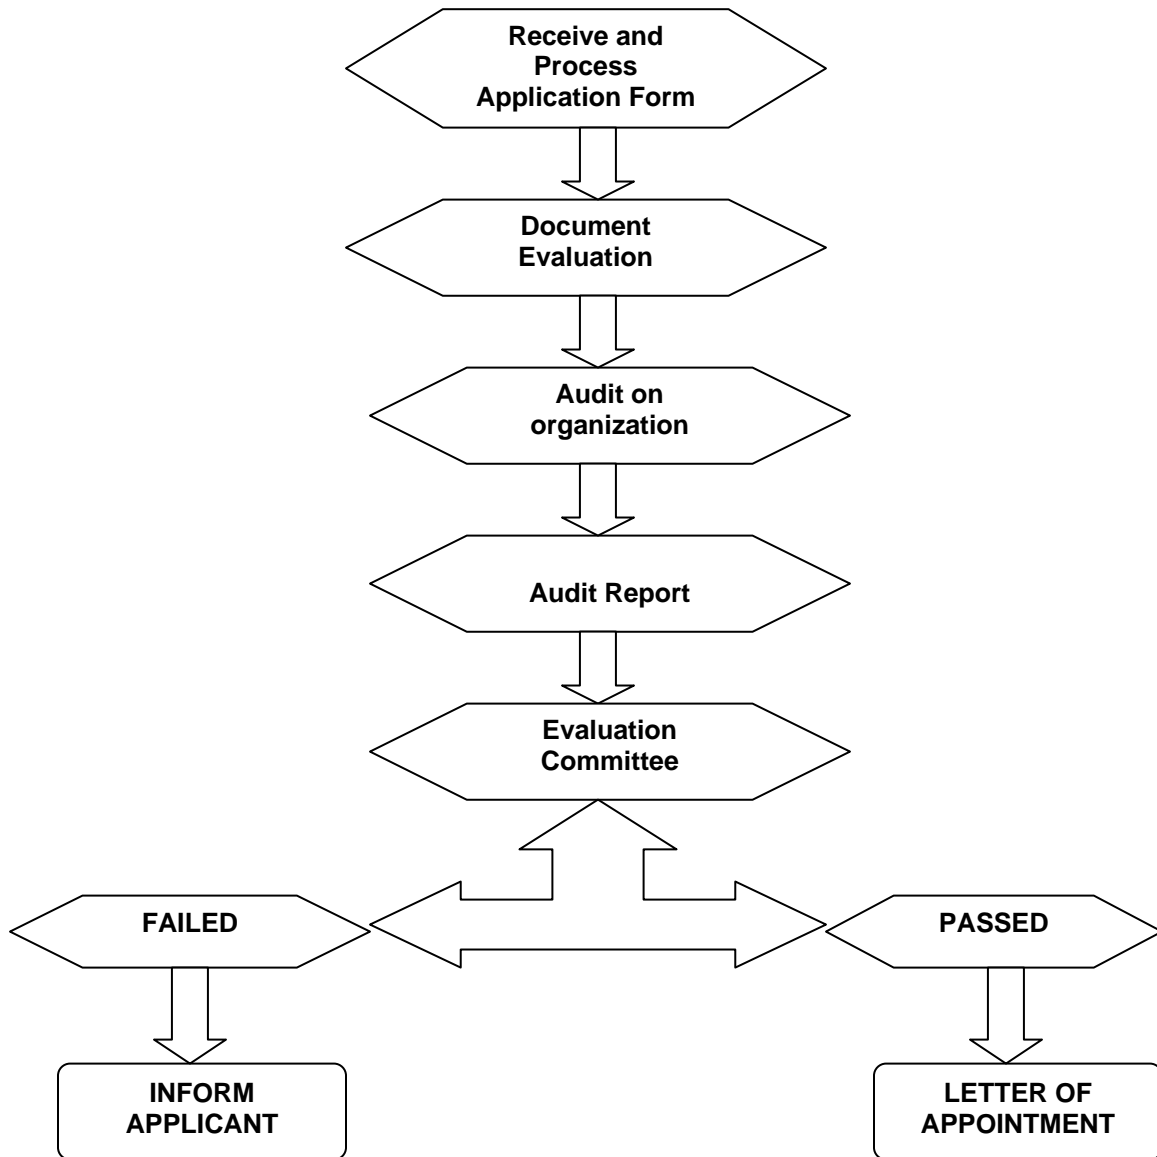 Receive and
Process
Application Form
Document
Evaluation
Audit on
organization
Audit Report
Evaluation
Committee
FAILED
PASSED
INFORM
APPLICANT
LETTER OF
APPOINTMENT